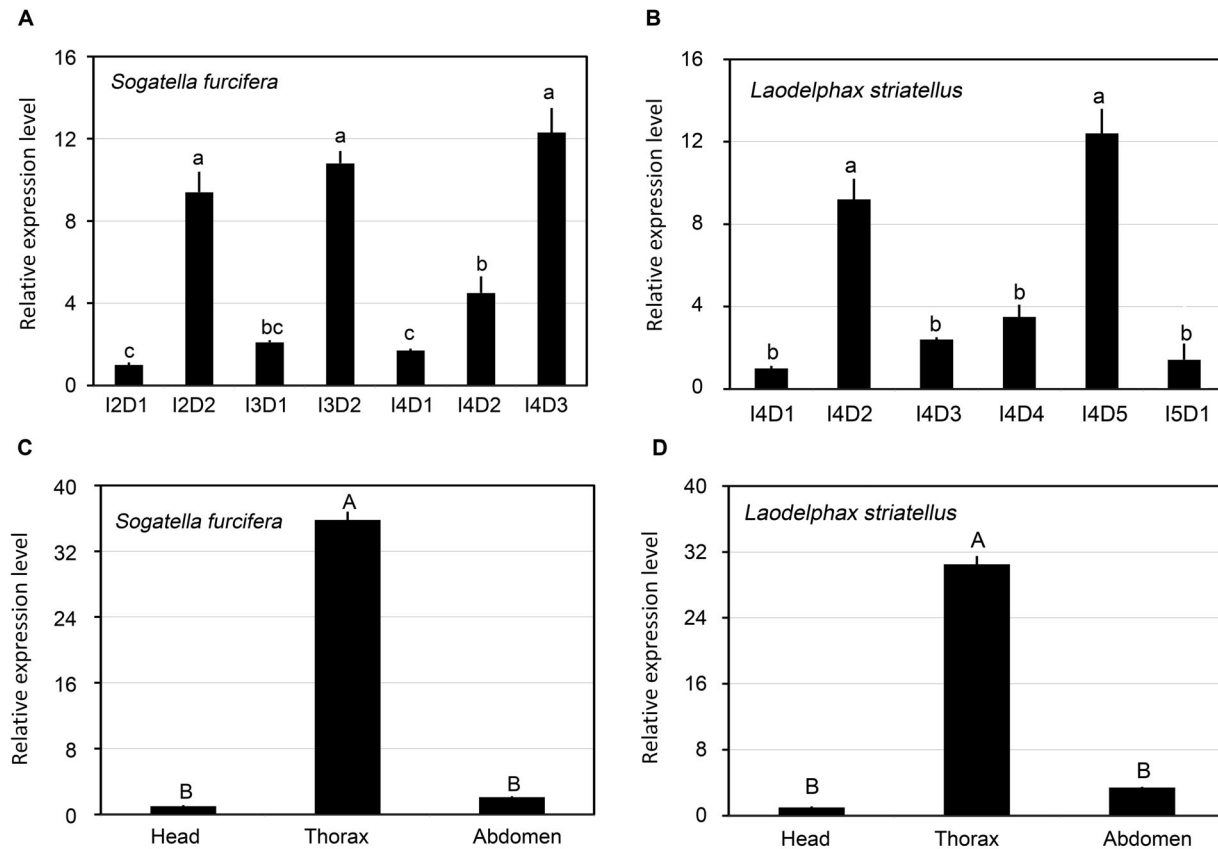 A
Relative expression level
16
12
8
4
0
Sogatella furcifera
c
a
bc
a
c
b
a
I2D1 I2D2 I3D1 I3D2 I4D1 I4D2 I4D3
B
Relative expression level
16
12
8
4
0
Laodelphax striatellus
b
a
b
b
a
b
I4D1 I4D2 I4D3 I4D4 I4D5 I5D1
C
Relative expression level
40
32
24
16
8
0
Sogatella furcifera
B
A
B
Head Thorax Abdomen
D
Relative expression level
40
32
24
16
8
0
Laodelphax striatellus
B
A
B
Head Thorax Abdomen